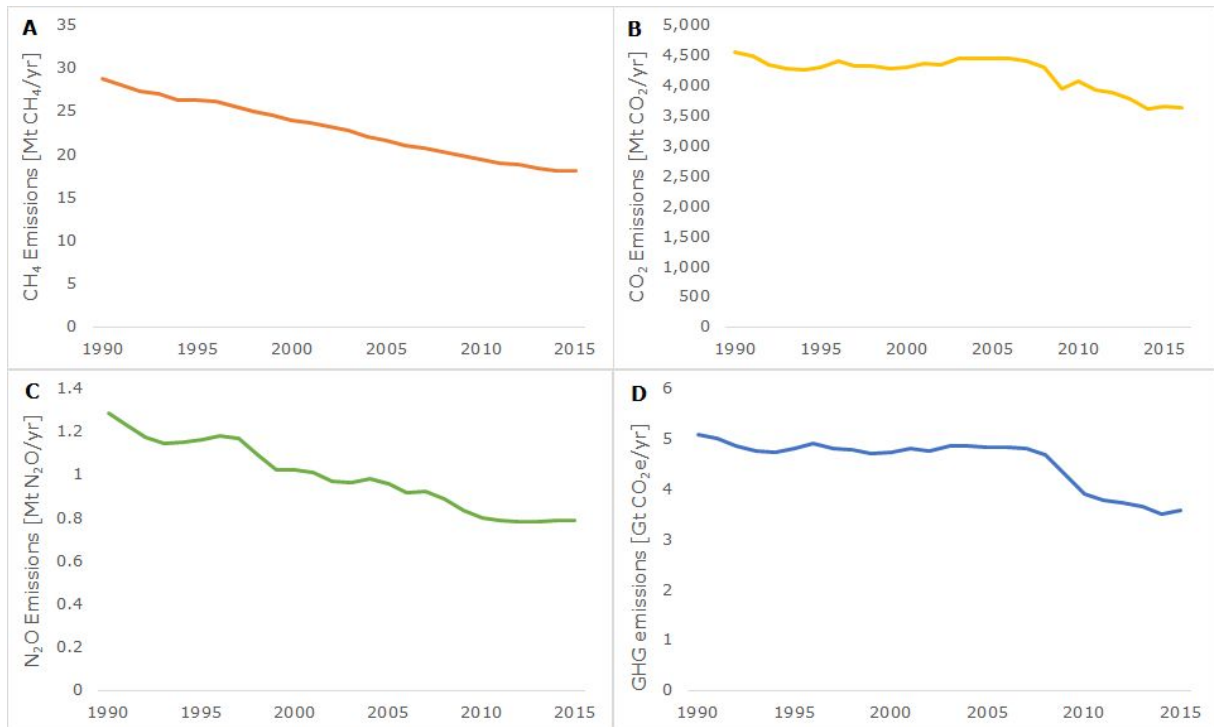 A
CH₄ Emissions [Mt CH₄/yr]
35
30
25
20
15
10
5
0
1990 1995 2000 2005 2010 2015
B
CO₂ Emissions [Mt CO₂/yr]
5,000
4,500
4,000
3,500
3,000
2,500
2,000
1,500
1,000
500
0
1990 1995 2000 2005 2010 2015
C
N₂O Emissions [Mt N₂O/yr]
1.4
1.2
1
0.8
0.6
0.4
0.2
0
1990 1995 2000 2005 2010 2015
D
GHG emissions [Gt CO₂e/yr]
6
5
4
3
2
1
0
1990 1995 2000 2005 2010 2015